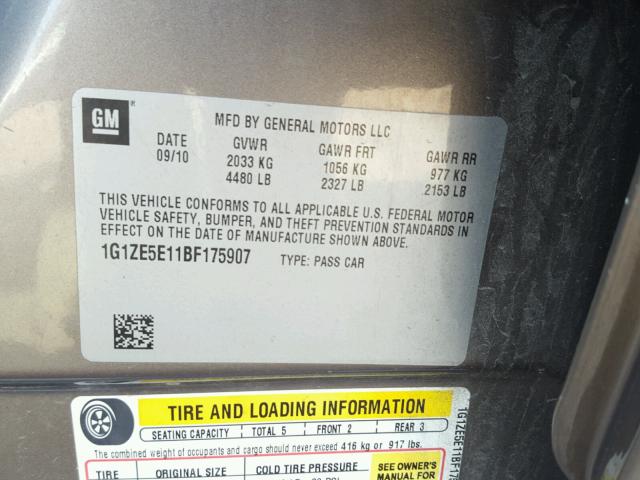 GM
MFD BY GENERAL MOTORS LLC
DATE GVWR GAWR FRT GAWR RR
09/10 2033 KG 1056 KG 977 KG
4480 LB 2327 LB 2153 LB
THIS VEHICLE CONFORMS TO ALL APPLICABLE U.S. FEDERAL MOTOR
VEHICLE SAFETY, BUMPER, AND THEFT PREVENTION STANDARDS IN
EFFECT ON THE DATE OF MANUFACTURE SHOWN ABOVE.
1G1ZE5E11BF175907 TYPE: PASS CAR
TIRE AND LOADING INFORMATION
SEATING CAPACITY TOTAL 5 FRONT 2 REAR 3
The combined weight of occupants and cargo should never exceed 416 kg or 917 lbs.
TIRE ORIGINAL SIZE COLD TIRE PRESSURE
SEE OWNER'S
MANUAL FOR
1G1ZE5E11BF175